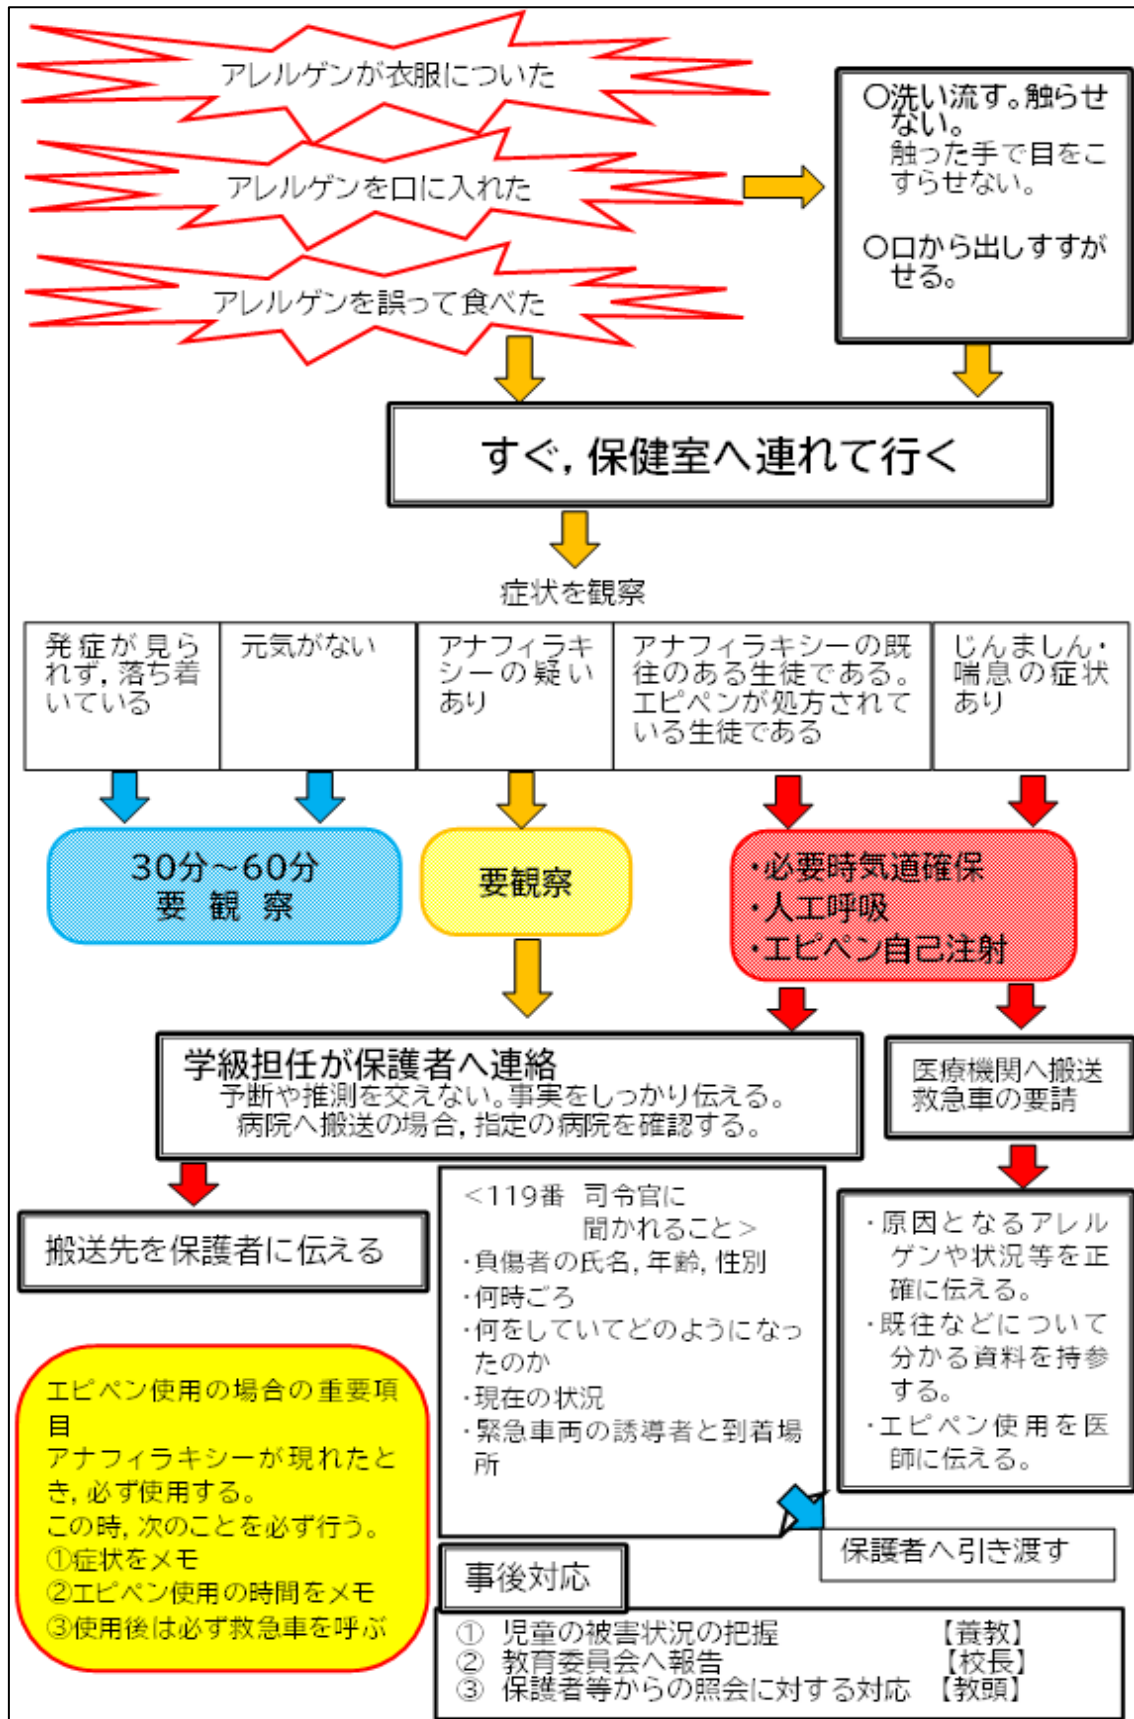 アレルゲンが衣服についた
アレルゲンを口に入れた
アレルゲンを誤って食べた
○洗い流す。触らせ
ない。
触った手で目をこ
すらせない。
○口から出しすすが
せる。
すぐ,保健室へ連れて行く
症状を観察
発症が見ら
れず,落ち着
いている
元気がない
アナフィラキ
シーの疑い
あり
アナフィラキシーの既
往のある生徒である。
エピペンが処方されて
いる生徒である
じんましん・
喘息の症状
あり
30分~60分
要 観 察
要観察
・必要時気道確保
・人工呼吸
・エピペン自己注射
学級担任が保護者へ連絡
予断や推測を交えない。事実をしっかり伝える。
病院へ搬送の場合,指定の病院を確認する。
医療機関へ搬送
救急車の要請
搬送先を保護者に伝える
<119番 司令官に
聞かれること>
・負傷者の氏名,年齢,性別
・何時ごろ
・何をしていてどのようになっ
たのか
・現在の状況
・緊急車両の誘導者と到着場
所
・原因となるアレル
ゲンや状況等を正
確に伝える。
・既往などについて
分かる資料を持参
する。
・エピペン使用を医
師に伝える。
エピペン使用の場合の重要項
目
アナフィラキシーが現れたと
き,必ず使用する。
この時,次のことを必ず行う。
①症状をメモ
②エピペン使用の時間をメモ
③使用後は必ず救急車を呼ぶ
保護者へ引き渡す
事後対応
① 児童の被害状況の把握 【養教】
② 教育委員会へ報告 【校長】
③ 保護者等からの照会に対する対応 【教頭】